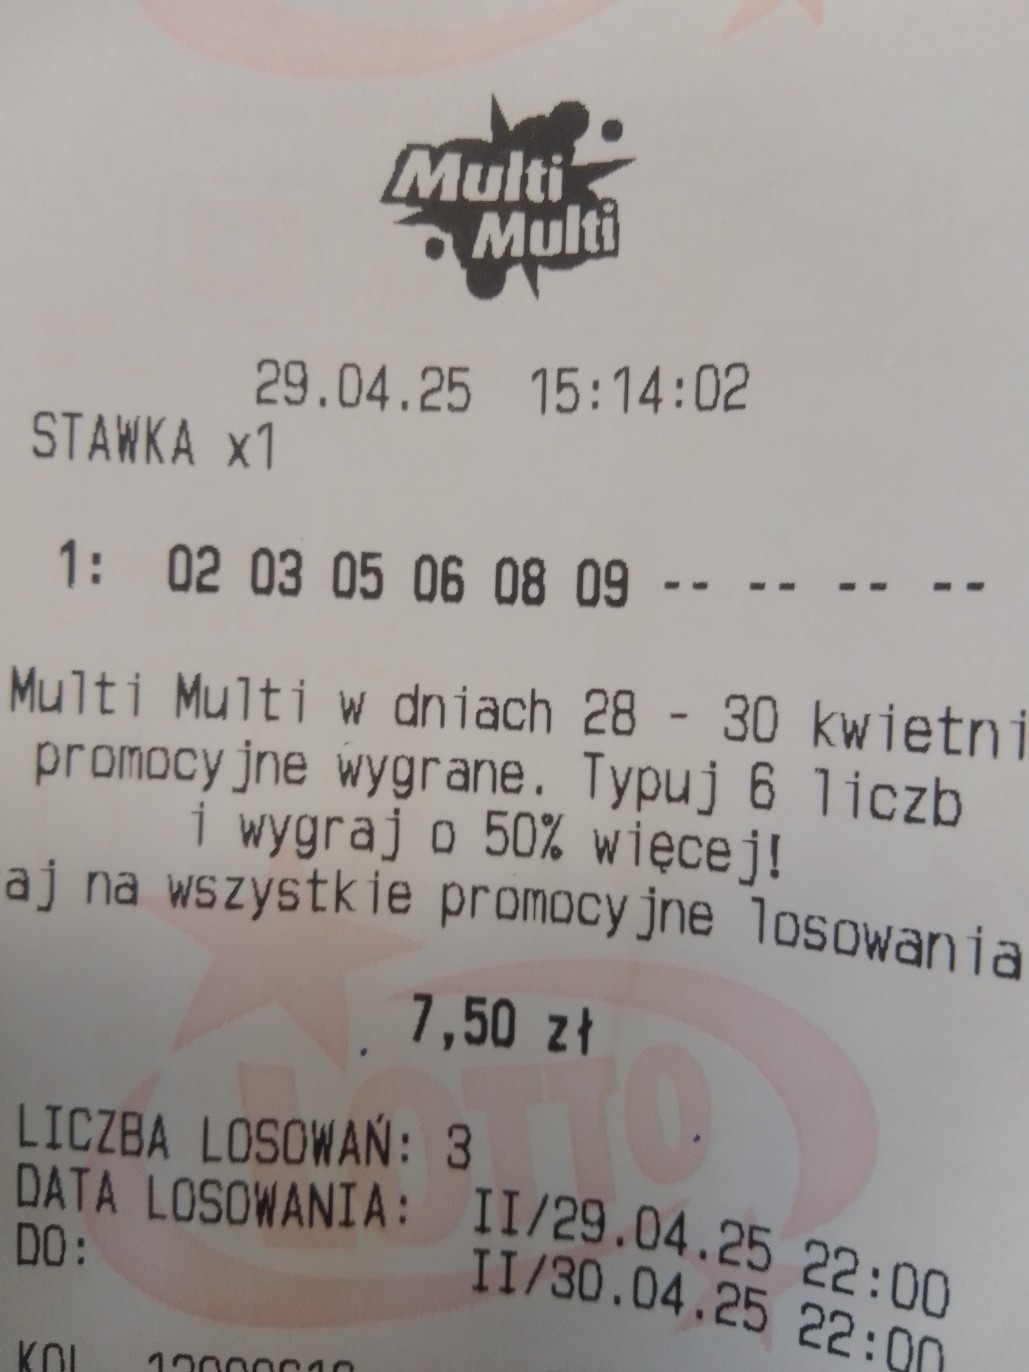 Multi
Multi
29.04.25 15:14:02
STAWKA x1
1: 02 03 05 06 08 09 -- -- -- --
Multi Multi w dniach 28 - 30 kwietni
promocyjne wygrane. Typuj 6 liczb
i wygraj o 50% więcej!
aj na wszystkie promocyjne losowania
7,50 zł
LOTTO
LICZBA LOSOWAŃ: 3
DATA LOSOWANIA: II/29.04.25 22:00
DO: II/30.04.25 22:00
KOL